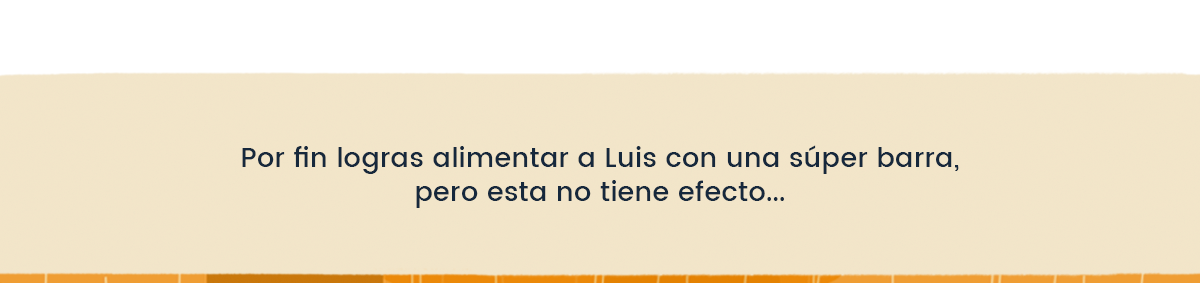 Por fin logras alimentar a Luis con una súper barra,
pero esta no tiene efecto...